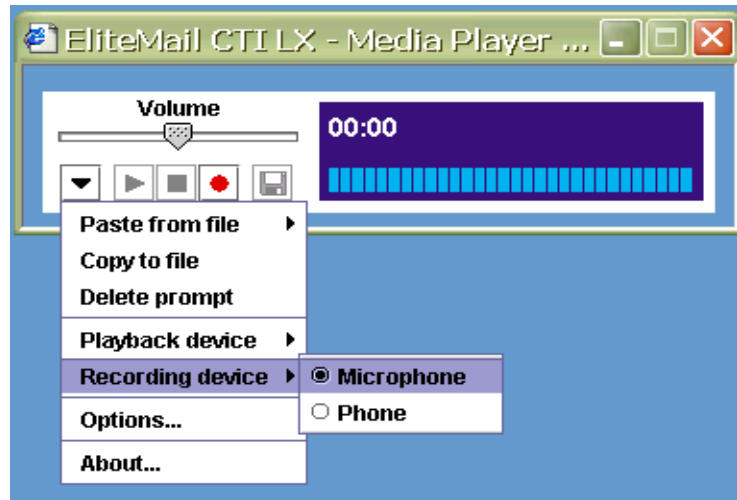 EliteMail CTI LX - Media Player ...
Volume
00:00
Paste from file
Copy to file
Delete prompt
Playback device
Recording device
Microphone
Phone
Options...
About...